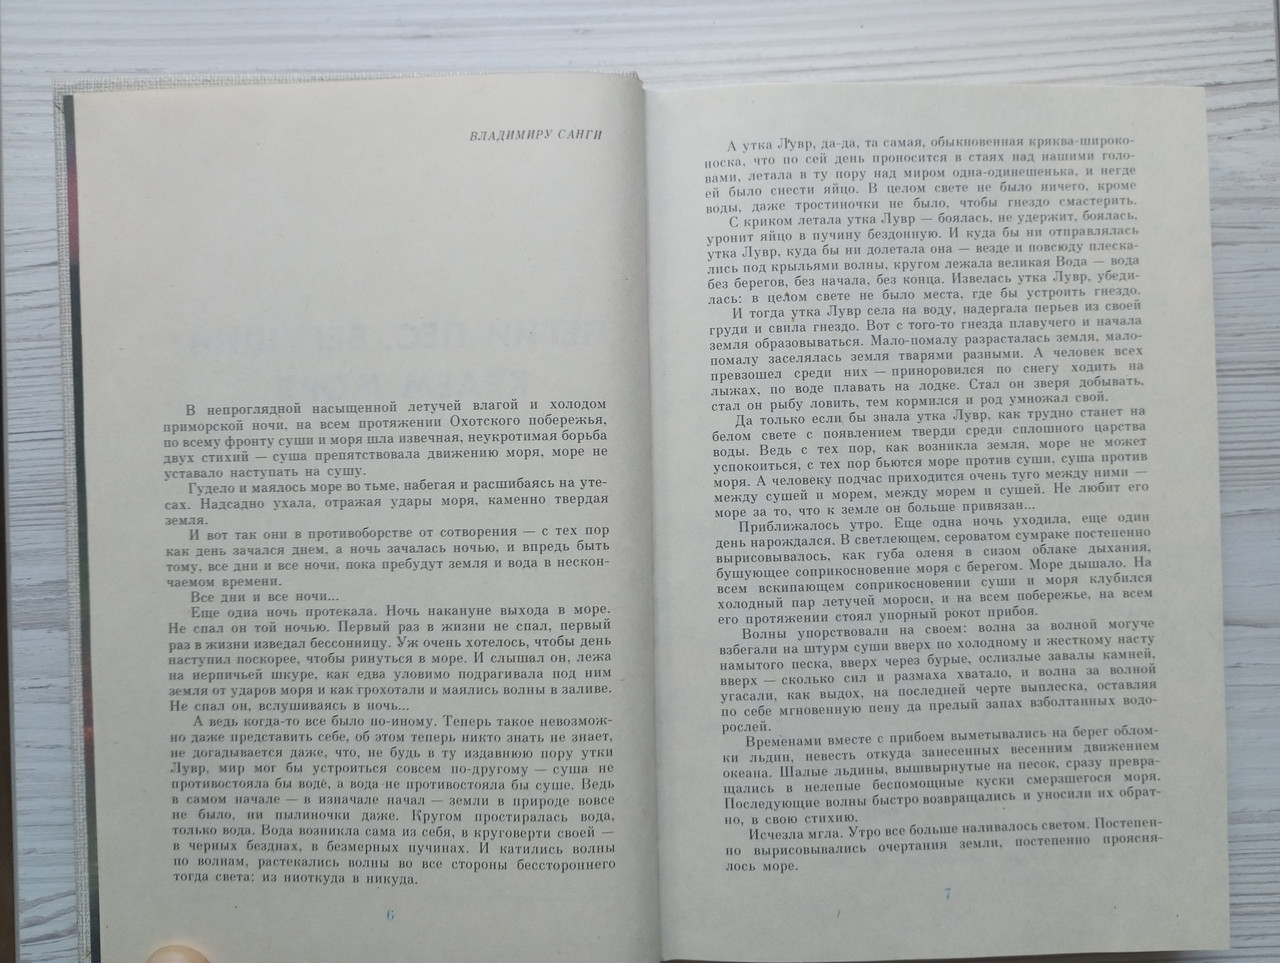 ВЛАДИМИРУ САНГИ
В непроглядной насыщенной летучей влагой и холодом
приморской ночи, на всем протяжении Охотского побережья,
по всему фронту суши и моря шла извечная, неукротимая борьба
двух стихий — суша препятствовала движению моря, море не
уставало наступать на сушу.
Гудело и маялось море во тьме, набегая и расшибаясь на уте-
сах. Надсадно ухала, отражая удары моря, каменно твердая
земля.
И вот так они в противоборстве от сотворения — с тех пор
как день зачался днем, а ночь зачалась ночью, и впредь быть
тому, все дни и все ночи, пока пребудут земля и вода в нескон-
чаемом времени.
Все дни и все ночи...
Еще одна ночь протекала. Ночь накануне выхода в море.
Не спал он той ночью. Первый раз в жизни не спал, первый
раз в жизни изведал бессонницу. Уж очень хотелось, чтобы день
наступил поскорее, чтобы ринуться в море. И слышал он, лежа
на нерпичьей шкуре, как едва уловимо подрагивала под ним
земля от ударов моря и как грохотали и маялись волны в заливе.
Не спал он, вслушиваясь в ночь...
А ведь когда-то все было по-иному. Теперь такое невозмож-
но даже представить себе, об этом теперь никто знать не знает,
не догадывается даже, что, не будь в ту издавнюю пору утки
Лувр, мир мог бы устроиться совсем по-другому — суша не
противостояла бы воде, а вода не противостояла бы суше. Ведь
в самом начале — в изначале начал — земли в природе вовсе
не было, ни пылиночки даже. Кругом простиралась вода,
только вода. Вода возникла сама из себя, в круговерти своей —
в черных безднах, в безмерных пучинах. И катились волны
по волнам, растекались волны во все стороны бесстороннего
тогда света: из ниоткуда в никуда.
6
А утка Лувр, да-да, та самая, обыкновенная кряква-широко-
носка, что по сей день проносится в стаях над нашими голо-
вами, летала в ту пору над миром одна-одинешенька, и негде
ей было снести яйцо. В целом свете не было ничего, кроме
воды, даже тростиночки не было, чтобы гнездо смастерить.
С криком летала утка Лувр — боялась, не удержит, боялась,
уронит яйцо в пучину бездонную. И куда бы ни отправлялась
утка Лувр, куда бы ни долетала она — везде и повсюду плеска-
лись под крыльями волны, кругом лежала великая Вода — вода
без берегов, без начала, без конца. Извелась утка Лувр, убеди-
лась: в целом свете не было места, где бы устроить гнездо.
И тогда утка Лувр села на воду, надергала перьев из своей
груди и свила гнездо. Вот с того-то гнезда плавучего и начала
земля образовываться. Мало-помалу разрасталась земля, мало-
помалу заселялась земля тварями разными. А человек всех
превзошел среди них — приноровился по снегу ходить на
лыжах, по воде плавать на лодке. Стал он зверя добывать,
стал он рыбу ловить, тем кормился и род умножал свой.
Да только если бы знала утка Лувр, как трудно станет на
белом свете с появлением тверди среди сплошного царства
воды. Ведь с тех пор, как возникла земля, море не может
успокоиться, с тех пор бьются море против суши, суша против
моря. А человеку подчас приходится очень туго между ними —
между сушей и морем, между морем и сушей. Не любит его
море за то, что к земле он больше привязан...
Приближалось утро. Еще одна ночь уходила, еще один
день нарождался. В светлеющем, сероватом сумраке постепенно
вырисовывалось, как губа оленя в сизом облаке дыхания,
бушующее соприкосновение моря с берегом. Море дышало. На
всем вскипающем соприкосновении суши и моря клубился
холодный пар летучей мороси, и на всем побережье, на всем
его протяжении стоял упорный рокот прибоя.
Волны упорствовали на своем: волна за волной могуче
взбегали на штурм суши вверх по холодному и жесткому насту
намытого песка, вверх через бурые, ослизлые завалы камней,
вверх — сколько сил и размаха хватало, и волна за волной
угасали, как выдох, на последней черте выплеска, оставляя
по себе мгновенную пену да прелый запах взболтанных водо-
рослей.
Временами вместе с прибоем выметывались на берег облом-
ки льдин, невесть откуда занесенных весенним движением
океана. Шалые льдины, вышвырнутые на песок, сразу превра-
щались в нелепые беспомощные куски смерзшегося моря.
Последующие волны быстро возвращались и уносили их обрат-
но, в свою стихию.
Исчезла мгла. Утро все больше наливалось светом. Постепен-
но вырисовывались очертания земли, постепенно проясня-
лось море.
7